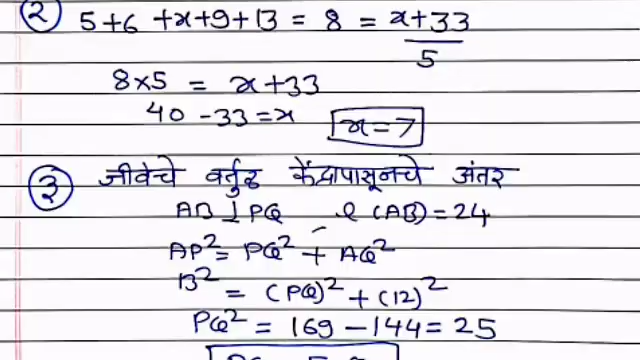 ② 5+6+x+9+13 = 8 = x+33
5
8×5 = x+33
40 -33=x x=7
③ जीवेचे वर्तुळ केंद्रापासूनचे अंतर
AB ⊥ PQ l (AB)=24
AP² = PQ² + AQ²
13² = (PQ)² + (12)²
PQ² = 169 - 144 = 25